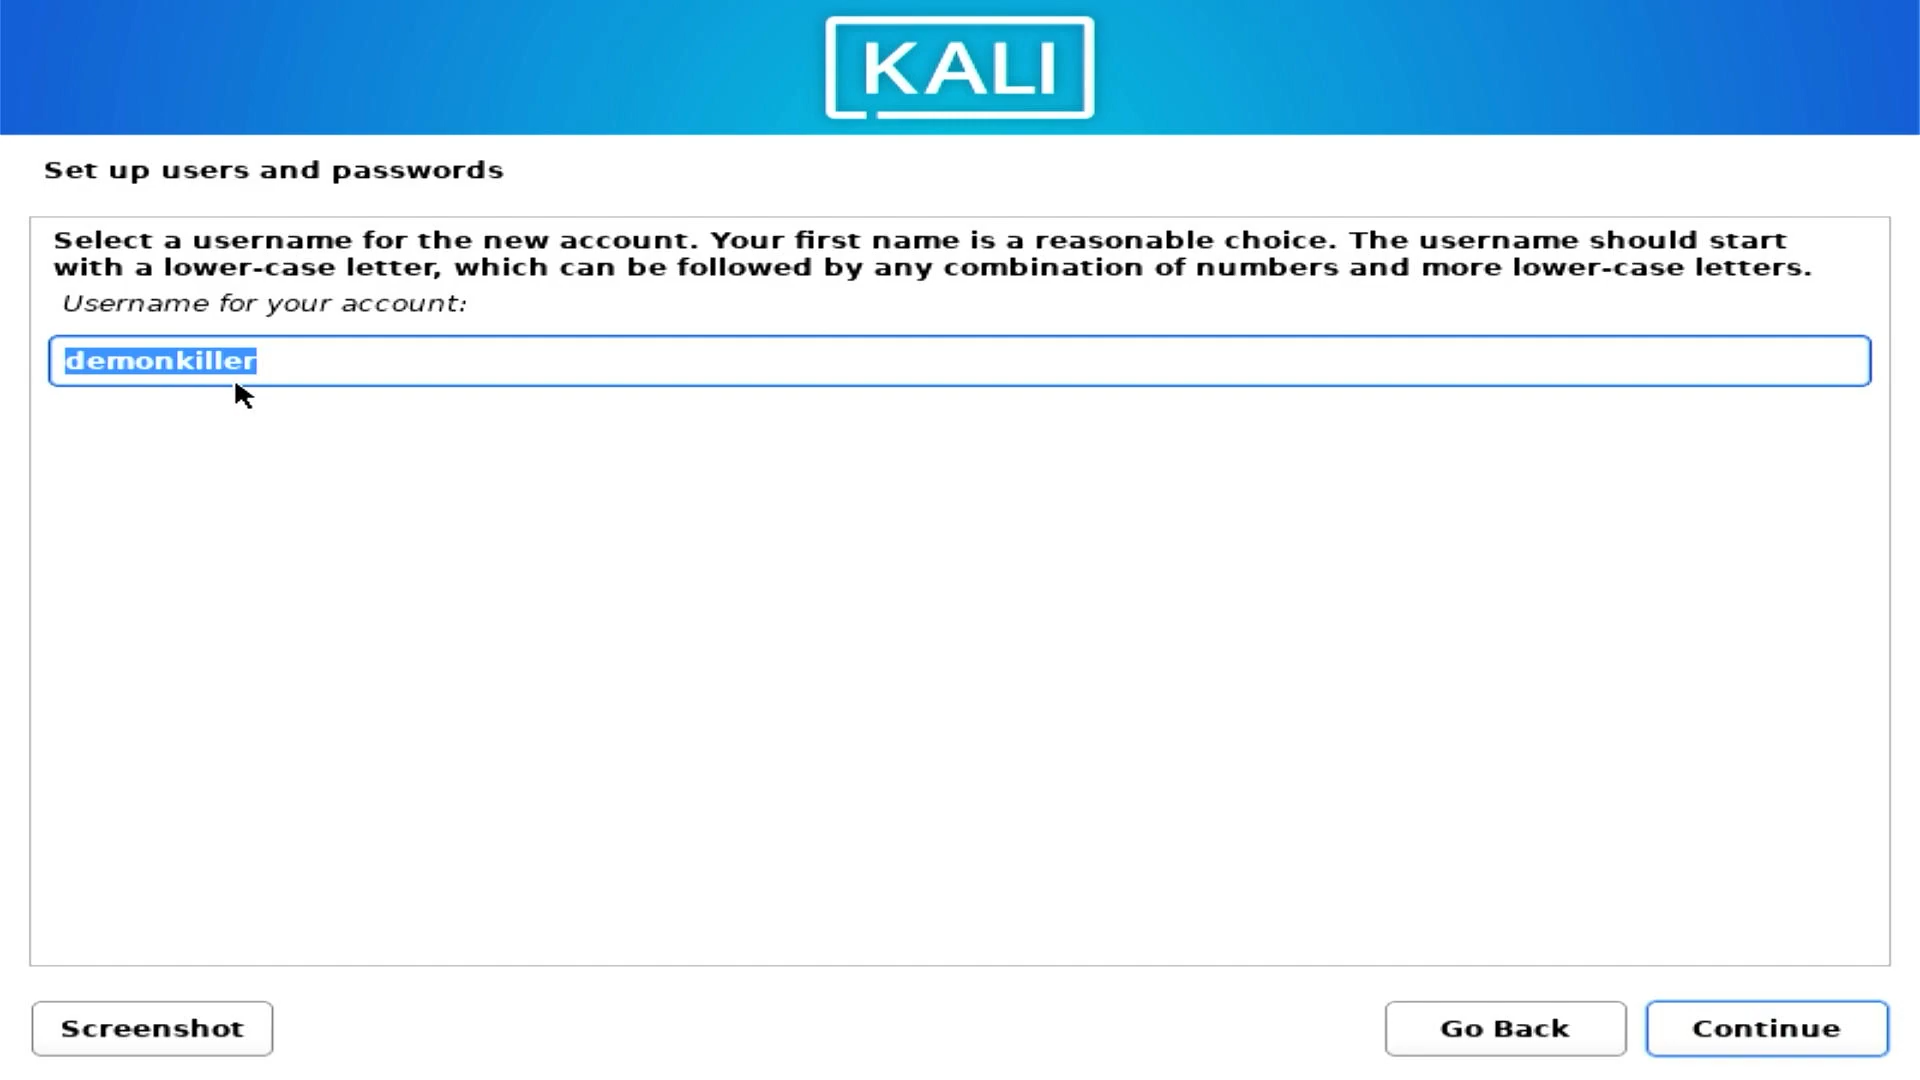 KALI
Set up users and passwords
Select a username for the new account. Your first name is a reasonable choice. The username should start
with a lower-case letter, which can be followed by any combination of numbers and more lower-case letters.
Username for your account:
demonkiller
Screenshot
Go Back
Continue